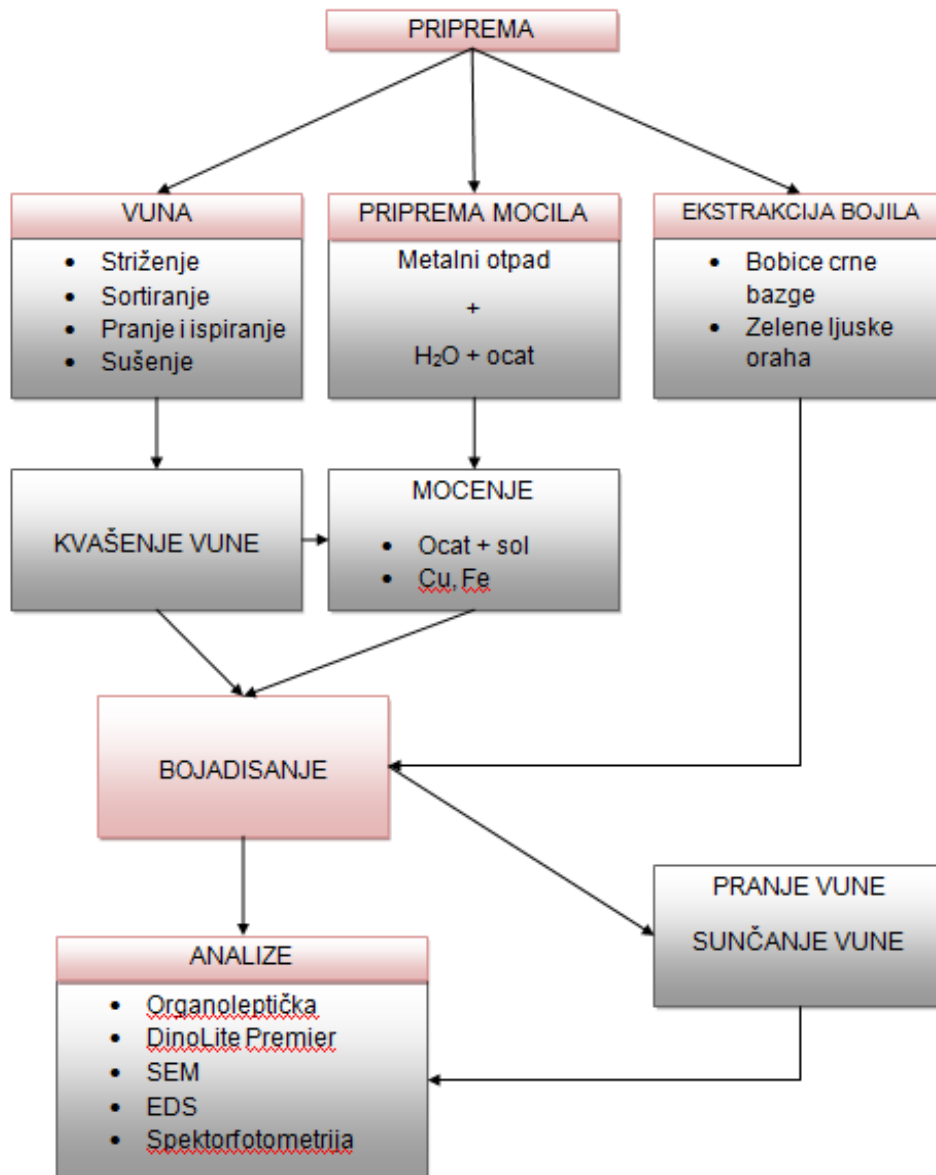 PRIPREMA
VUNA
• Striženje
• Sortiranje
• Pranje i ispiranje
• Sušenje
PRIPREMA MOCILA
Metalni otpad
+
H₂O + ocat
EKSTRAKCIJA BOJILA
• Bobice crne
bazge
• Zelene ljuske
oraha
KVAŠENJE VUNE
MOCENJE
• Ocat + sol
• Cu, Fe
BOJADISANJE
PRANJE VUNE
SUNČANJE VUNE
ANALIZE
• Organoleptička
• DinoLite Premier
• SEM
• EDS
• Spektorfotometrija